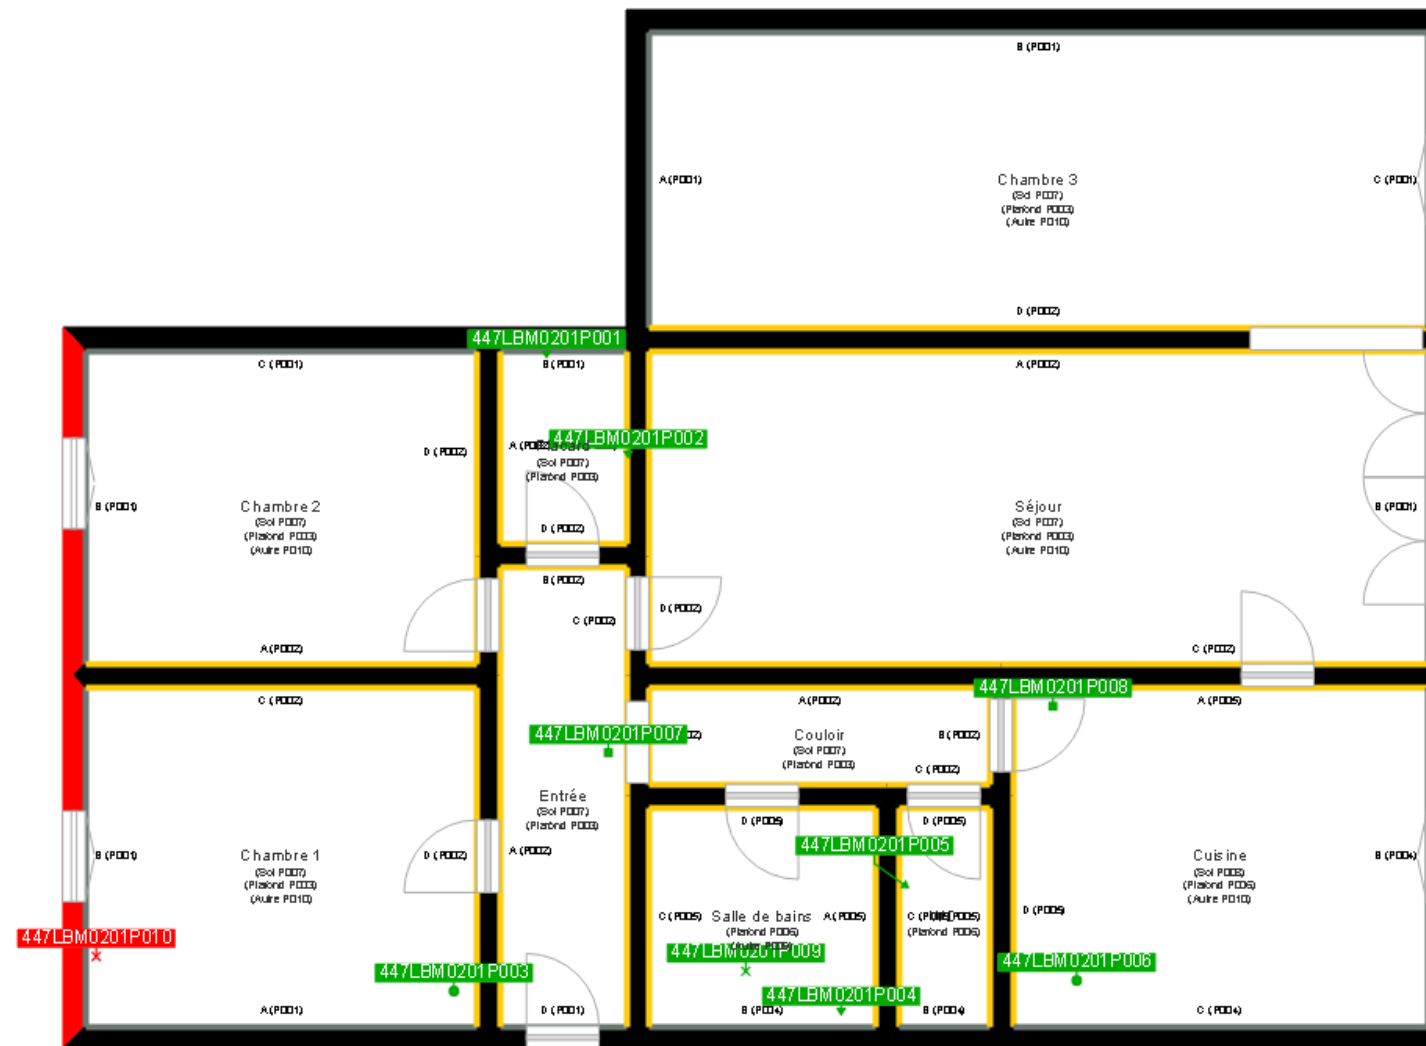 B (P001)
A (P001)
Chambre 3
(Sol P007)
(Plafond P003)
(Autre P010)
C (P001)
D (P002)
447LBM0201P001
C (P001)
B (P001)
A (P002)
447LBM0201P002
D (P002)
(Sol P007)
(Plafond P003)
B (P001)
Chambre 2
(Sol P007)
(Plafond P003)
(Autre P010)
Séjour
(Sol P007)
(Plafond P003)
(Autre P010)
B (P001)
D (P002)
B (P002)
C (P002)
D (P002)
A (P002)
C (P002)
447LBM0201P008
C (P002)
A (P002)
A (P005)
447LBM0201P007
Couloir
(Sol P007)
(Plafond P003)
B (P002)
C (P002)
Entrée
(Sol P007)
(Plafond P003)
D (P005)
D (P005)
447LBM0201P005
B (P001)
Chambre 1
(Sol P007)
(Plafond P003)
(Autre P010)
D (P002)
A (P002)
Cuisine
(Sol P008)
(Plafond P006)
(Autre P010)
B (P004)
C (P005)
Salle de bains
(Plafond P006)
A (P005)
(Plafond P006)
D (P005)
447LBM0201P010
447LBM0201P003
447LBM0201P009
447LBM0201P006
447LBM0201P004
A (P001)
D (P001)
B (P004)
B (P004)
C (P004)